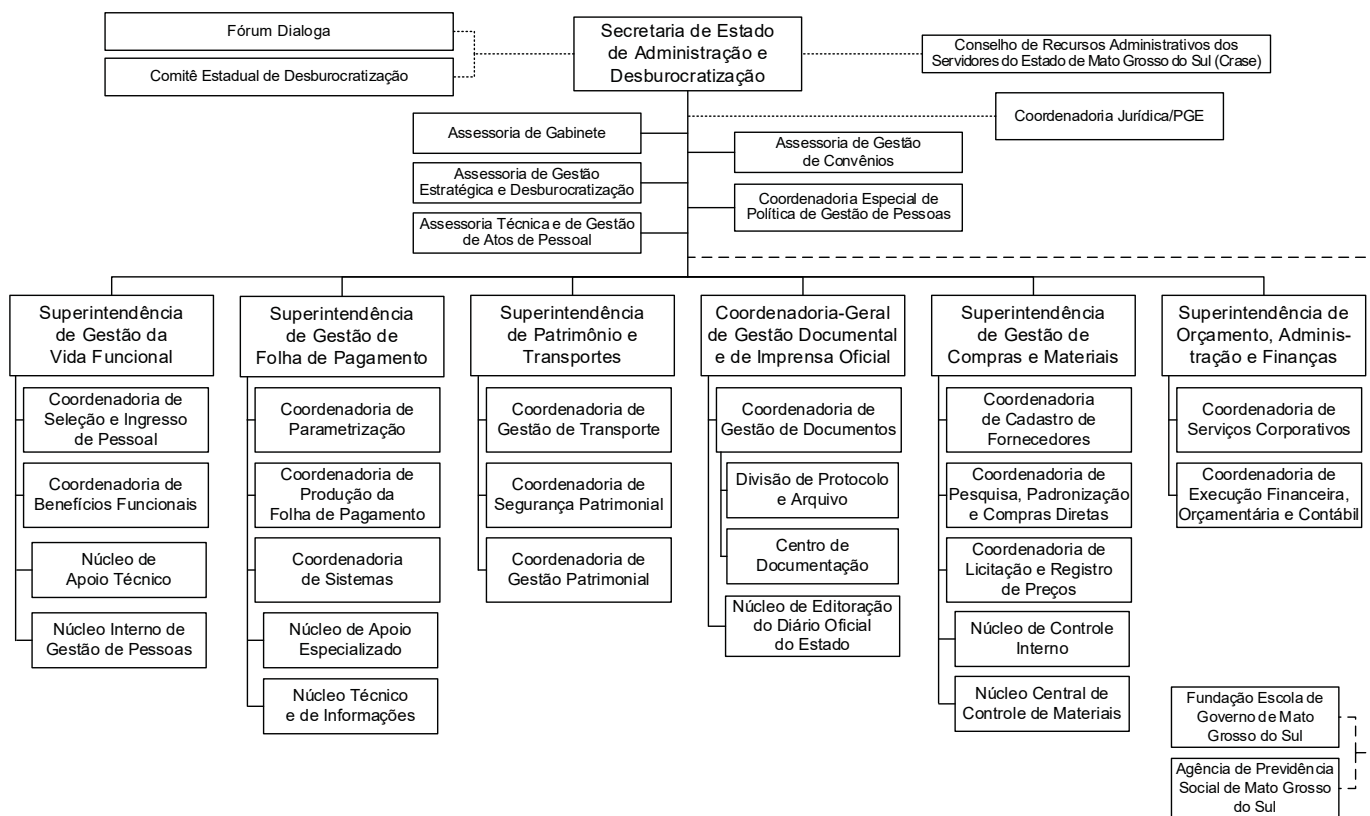 Fórum Dialoga
Comitê Estadual de Desburocratização
Secretaria de Estado
de Administração e
Desburocratização
Conselho de Recursos Administrativos dos
Servidores do Estado de Mato Grosso do Sul (Crase)
Coordenadoria Jurídica/PGE
Assessoria de Gabinete
Assessoria de Gestão
de Convênios
Assessoria de Gestão
Estratégica e Desburocratização
Coordenadoria Especial de
Política de Gestão de Pessoas
Assessoria Técnica e de Gestão
de Atos de Pessoal
Superintendência
de Gestão da
Vida Funcional
Coordenadoria de
Seleção e Ingresso
de Pessoal
Coordenadoria de
Benefícios Funcionais
Núcleo de
Apoio Técnico
Núcleo Interno de
Gestão de Pessoas
Superintendência
de Gestão de
Folha de Pagamento
Coordenadoria de
Parametrização
Coordenadoria de
Produção da
Folha de Pagamento
Coordenadoria
de Sistemas
Núcleo de Apoio
Especializado
Núcleo Técnico
e de Informações
Superintendência
de Patrimônio e
Transportes
Coordenadoria de
Gestão de Transporte
Coordenadoria de
Segurança Patrimonial
Coordenadoria de
Gestão Patrimonial
Coordenadoria-Geral
de Gestão Documental
e de Imprensa Oficial
Coordenadoria de
Gestão de Documentos
Divisão de Protocolo
e Arquivo
Centro de
Documentação
Núcleo de Editoração
do Diário Oficial
do Estado
Superintendência
de Gestão de
Compras e Materiais
Coordenadoria
de Cadastro de
Fornecedores
Coordenadoria de
Pesquisa, Padronização
e Compras Diretas
Coordenadoria de
Licitação e Registro
de Preços
Núcleo de Controle
Interno
Núcleo Central de
Controle de Materiais
Superintendência de
Orçamento, Adminis-
tração e Finanças
Coordenadoria de
Serviços Corporativos
Coordenadoria de
Execução Financeira,
Orçamentária e Contábil
Fundação Escola de
Governo de Mato
Grosso do Sul
Agência de Previdência
Social de Mato Grosso
do Sul